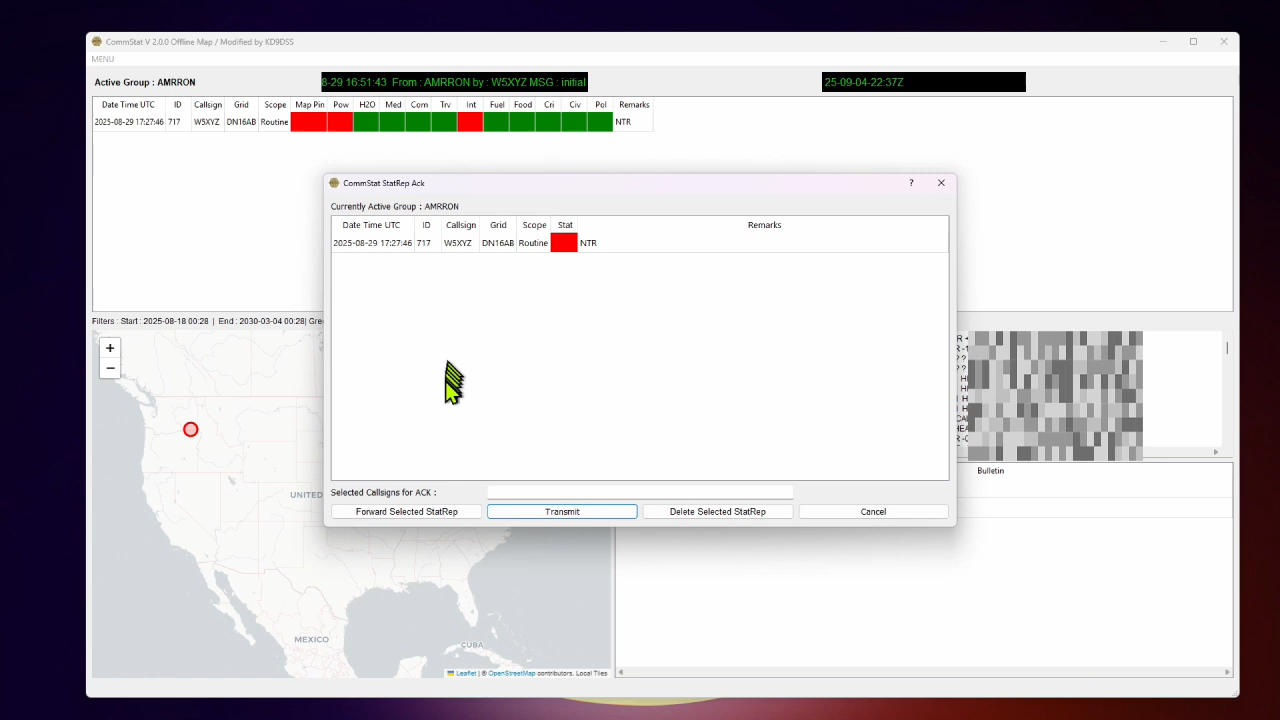 CommStat V 2.0.0 Offline Map / Modified by KD9DSS
MENU
Active Group : AMRRON
8-29 16:51:43 From : AMRRON by : W5XYZ MSG : initial
25-09-04-22:37Z
Date Time UTC ID Callsign Grid Scope Map Pin Pow H2O Med Com Trv Int Fuel Food Cri Civ Pol Remarks
2025-08-29 17:27:46 717 W5XYZ DN16AB Routine NTR
CommStat StatRep Ack
?
Currently Active Group : AMRRON
Date Time UTC ID Callsign Grid Scope Stat Remarks
2025-08-29 17:27:46 717 W5XYZ DN16AB Routine NTR
Selected Callsigns for ACK :
Forward Selected StatRep Transmit Delete Selected StatRep Cancel
Filters : Start : 2025-08-18 00:28 | End : 2030-03-04 00:28| Gre
+
−
UNITED
MEXICO
CUBA
Leaflet | © OpenStreetMap contributors, Local Tiles
Bulletin